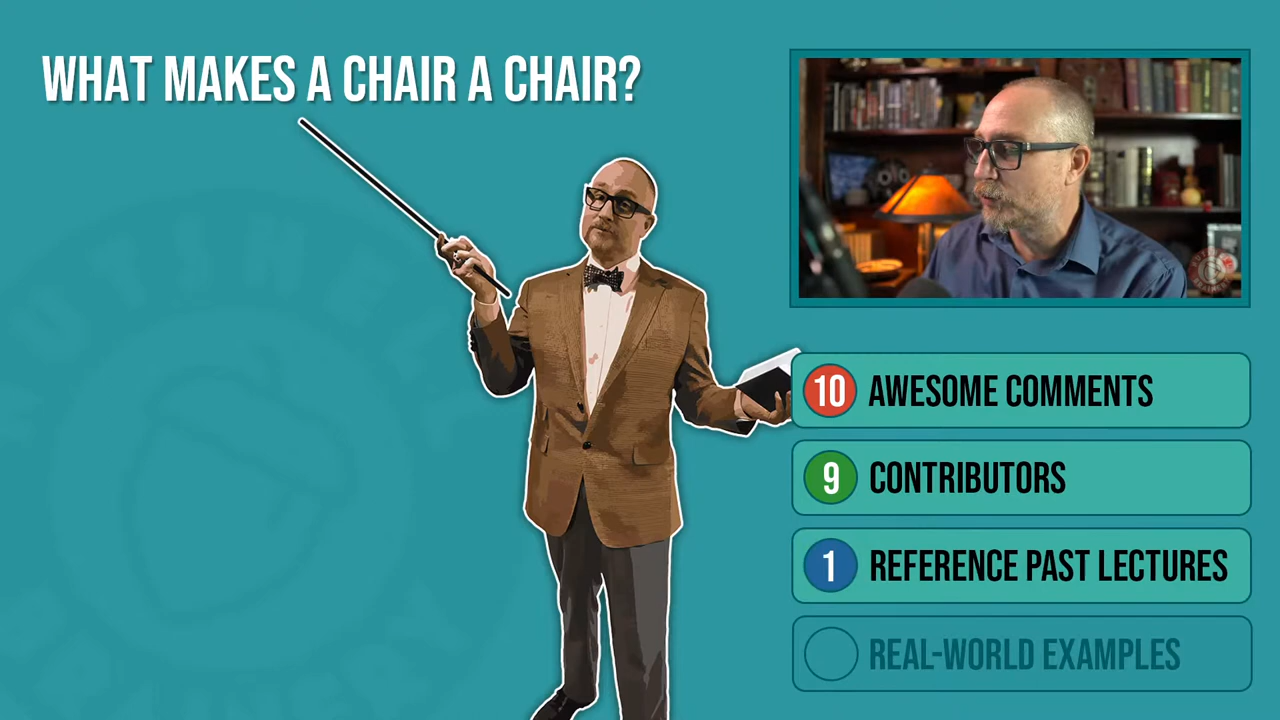 WHAT MAKES A CHAIR A CHAIR?
10 AWESOME COMMENTS
9 CONTRIBUTORS
1 REFERENCE PAST LECTURES
REAL-WORLD EXAMPLES